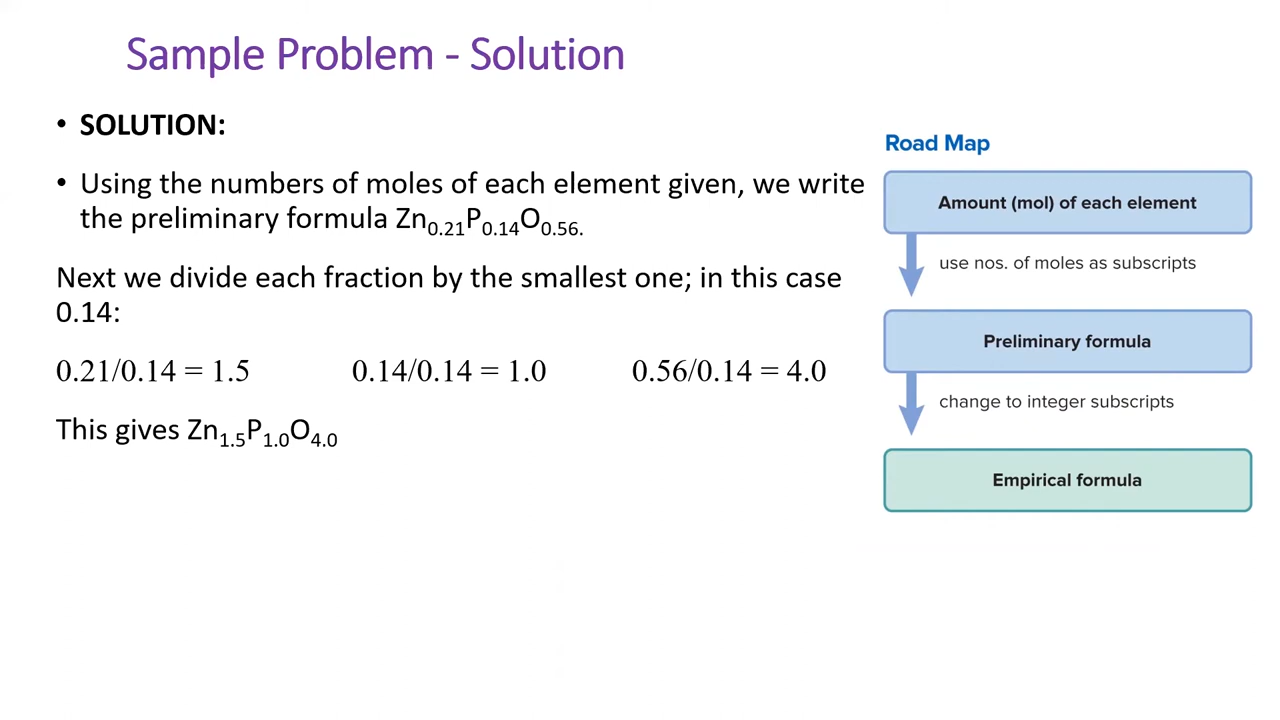 Sample Problem - Solution
• SOLUTION:
• Using the numbers of moles of each element given, we write
the preliminary formula Zn₀.₂₁P₀.₁₄O₀.₅₆.
Next we divide each fraction by the smallest one; in this case
0.14:
0.21/0.14 = 1.5 0.14/0.14 = 1.0 0.56/0.14 = 4.0
This gives Zn₁.₅P₁.₀O₄.₀
Road Map
Amount (mol) of each element
use nos. of moles as subscripts
Preliminary formula
change to integer subscripts
Empirical formula